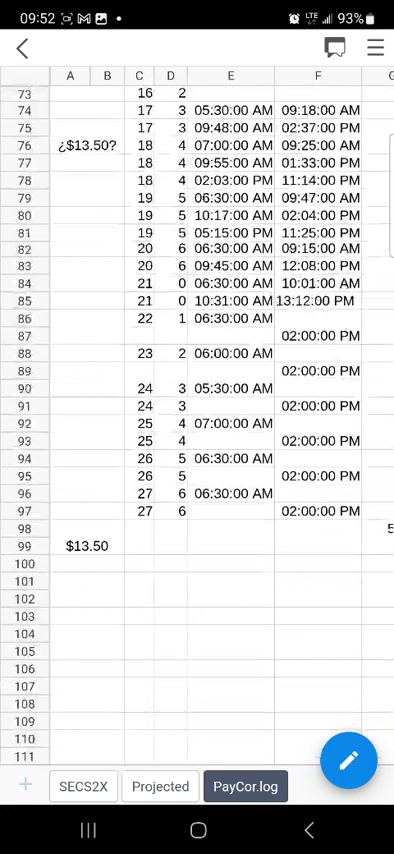 09:52 LTE 93%
A B C D E F G
73 16 2
74 17 3 05:30:00 AM 09:18:00 AM
75 17 3 09:48:00 AM 02:37:00 PM
76 ¿$13.50? 18 4 07:00:00 AM 09:25:00 AM
77 18 4 09:55:00 AM 01:33:00 PM
78 18 4 02:03:00 PM 11:14:00 AM
79 19 5 06:30:00 AM 09:47:00 AM
80 19 5 10:17:00 AM 02:04:00 PM
81 19 5 05:15:00 PM 11:25:00 PM
82 20 6 06:30:00 AM 09:15:00 AM
83 20 6 09:45:00 AM 12:08:00 PM
84 21 0 06:30:00 AM 10:01:00 AM
85 21 0 10:31:00 AM 13:12:00 PM
86 22 1 06:30:00 AM
87 02:00:00 PM
88 23 2 06:00:00 AM
89 02:00:00 PM
90 24 3 05:30:00 AM
91 24 3 02:00:00 PM
92 25 4 07:00:00 AM
93 25 4 02:00:00 PM
94 26 5 06:30:00 AM
95 26 5 02:00:00 PM
96 27 6 06:30:00 AM
97 27 6 02:00:00 PM
98 5
99 $13.50
100
101
102
103
104
105
106
107
108
109
110
111
+ SECS2X Projected PayCor.log